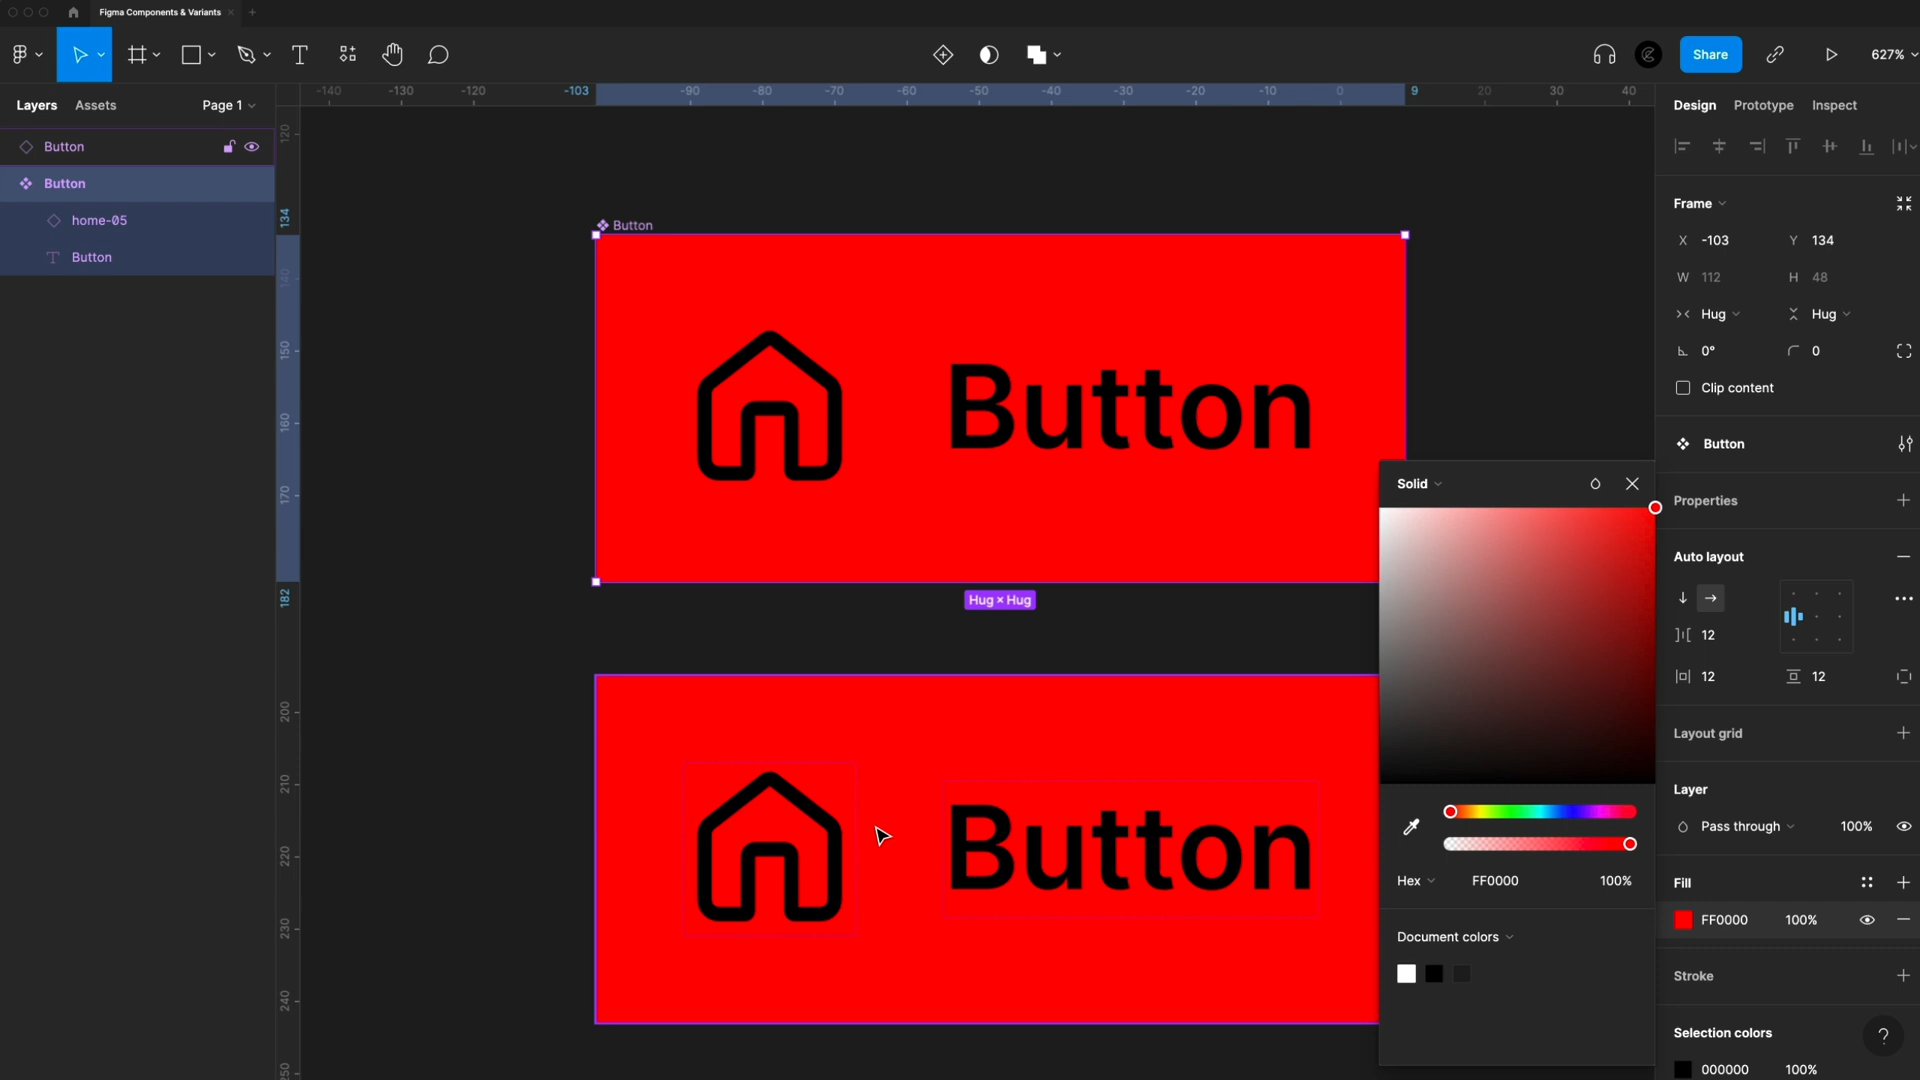 Figma Components & Variants
Share
627%
Layers
Assets
Page 1
-140
-130
-120
-103
-90
-80
-70
-60
-50
-40
-30
-20
-10
0
9
20
30
40
Design
Prototype
Inspect
Button
Button
home-05
Button
120
134
140
150
160
170
182
200
210
220
230
240
250
Button
Button
Hug × Hug
Button
Frame
X -103
Y 134
W 112
H 48
Hug
Hug
0°
0
Clip content
Button
Properties
Auto layout
12
12
12
Layout grid
Layer
Pass through
100%
Fill
FF0000
100%
Stroke
Selection colors
000000
100%
Solid
Hex
FF0000
100%
Document colors
?